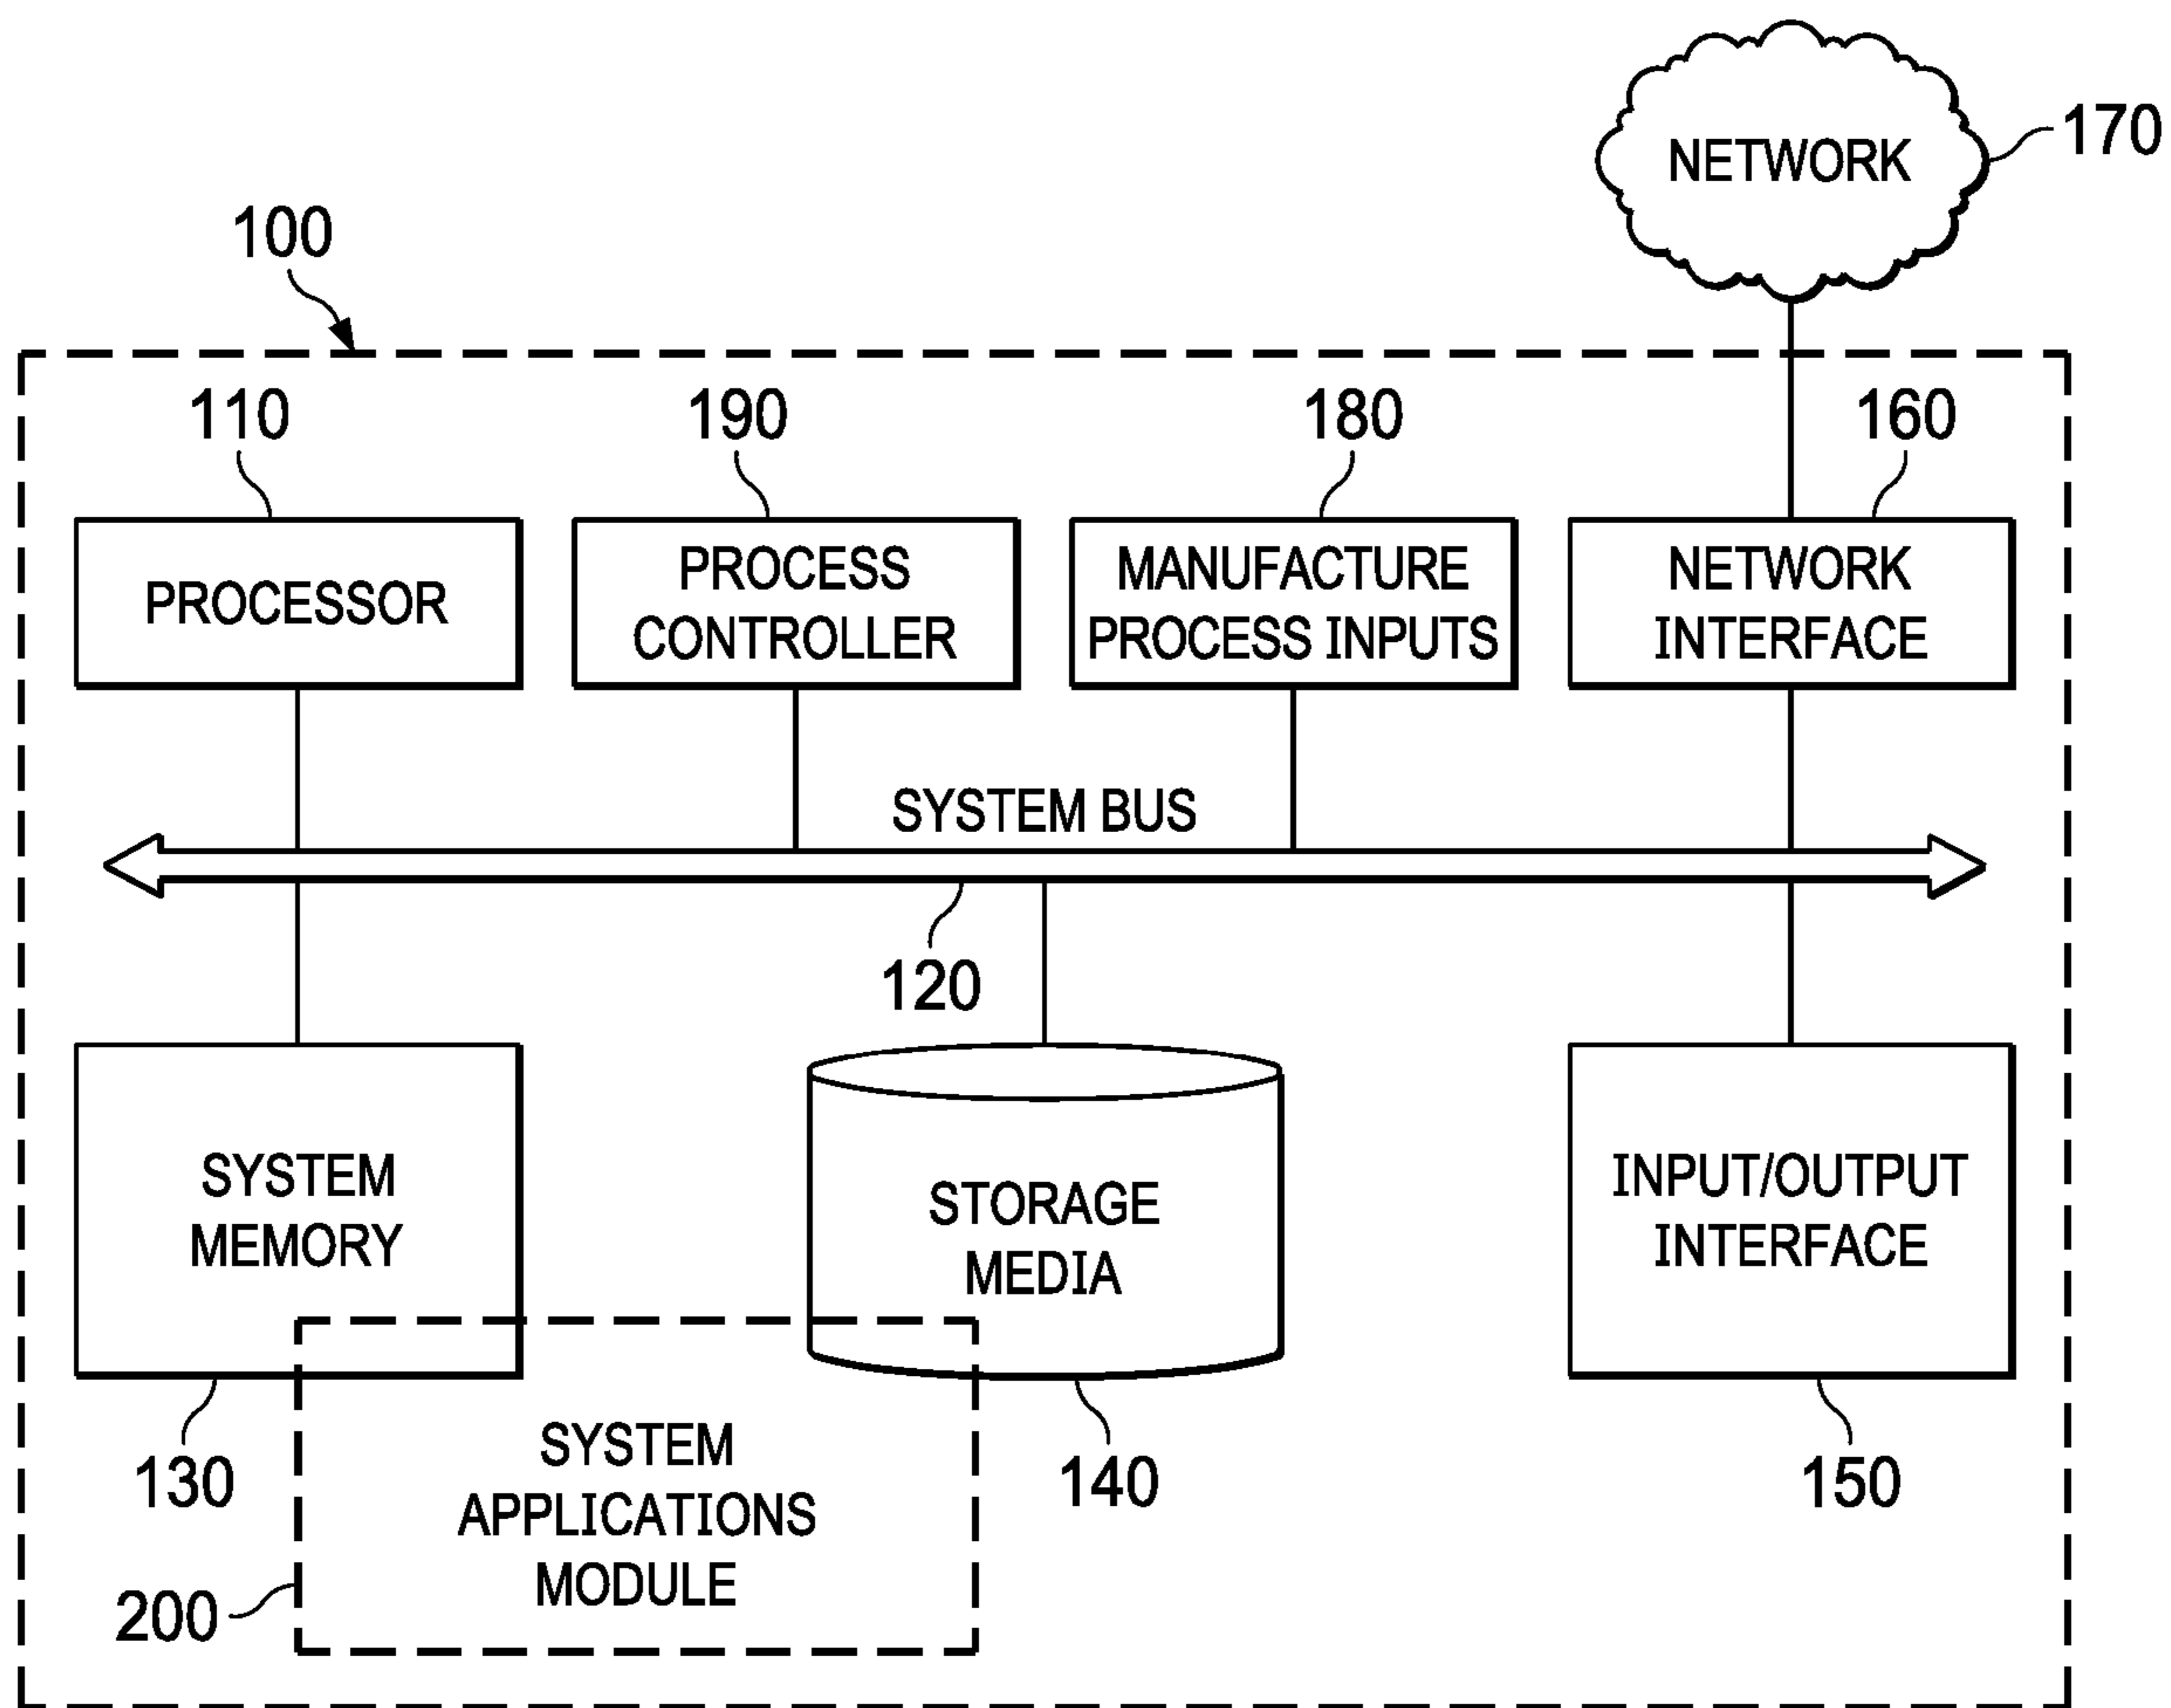 NETWORK
170
100
110
190
180
160
PROCESSOR
PROCESS
CONTROLLER
MANUFACTURE
PROCESS INPUTS
NETWORK
INTERFACE
SYSTEM BUS
120
SYSTEM
MEMORY
STORAGE
MEDIA
INPUT/OUTPUT
INTERFACE
130
SYSTEM
APPLICATIONS
MODULE
140
150
200